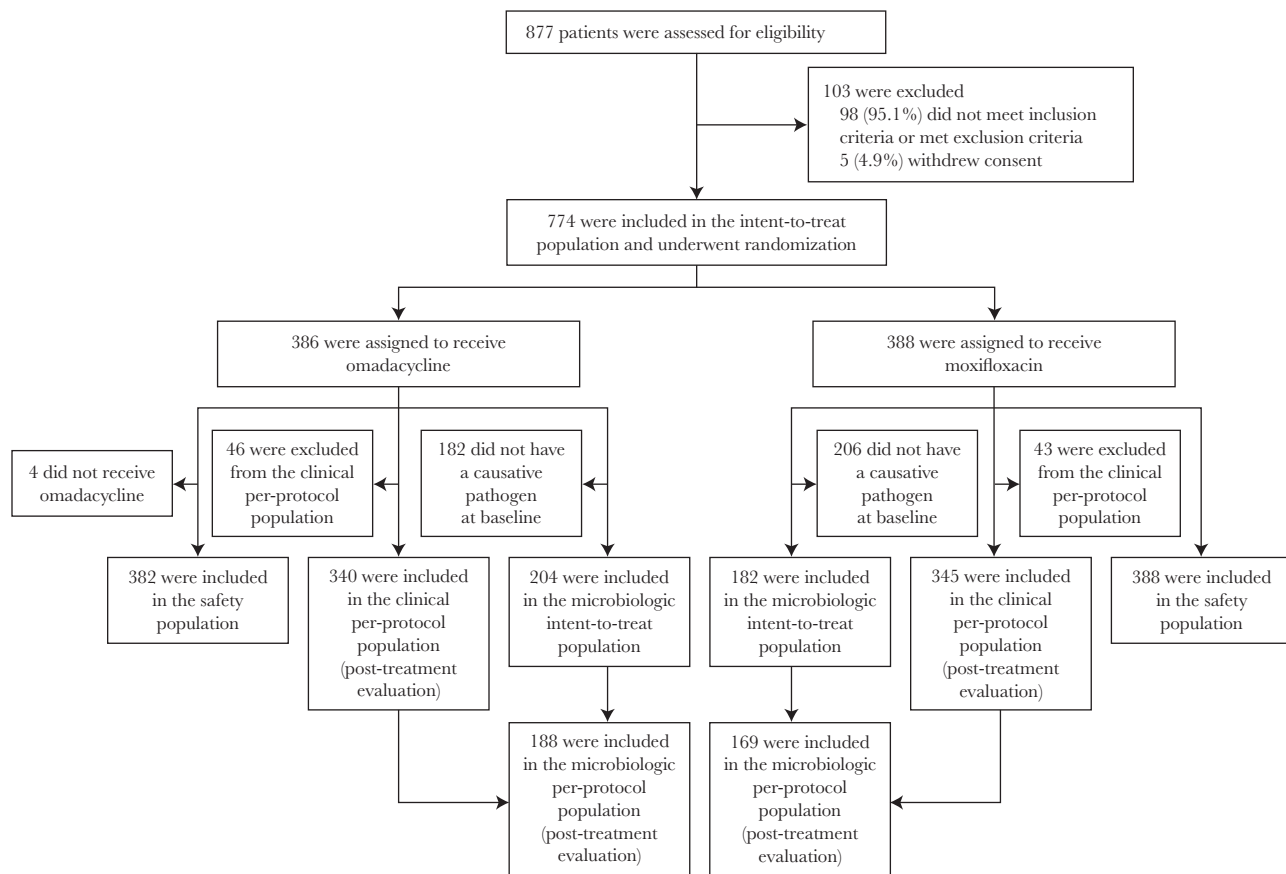 877 patients were assessed for eligibility
103 were excluded
98 (95.1%) did not meet inclusion
criteria or met exclusion criteria
5 (4.9%) withdrew consent
774 were included in the intent-to-treat
population and underwent randomization
386 were assigned to receive
omadacycline
388 were assigned to receive
moxifloxacin
4 did not receive
omadacycline
46 were excluded
from the clinical
per-protocol
population
182 did not have
a causative
pathogen
at baseline
206 did not have
a causative
pathogen
at baseline
43 were excluded
from the clinical
per-protocol
population
382 were included
in the safety
population
340 were included
in the clinical
per-protocol
population
(post-treatment
evaluation)
204 were included
in the microbiologic
intent-to-treat
population
182 were included
in the microbiologic
intent-to-treat
population
345 were included
in the clinical
per-protocol
population
(post-treatment
evaluation)
388 were included
in the safety
population
188 were included
in the microbiologic
per-protocol
population
(post-treatment
evaluation)
169 were included
in the microbiologic
per-protocol
population
(post-treatment
evaluation)